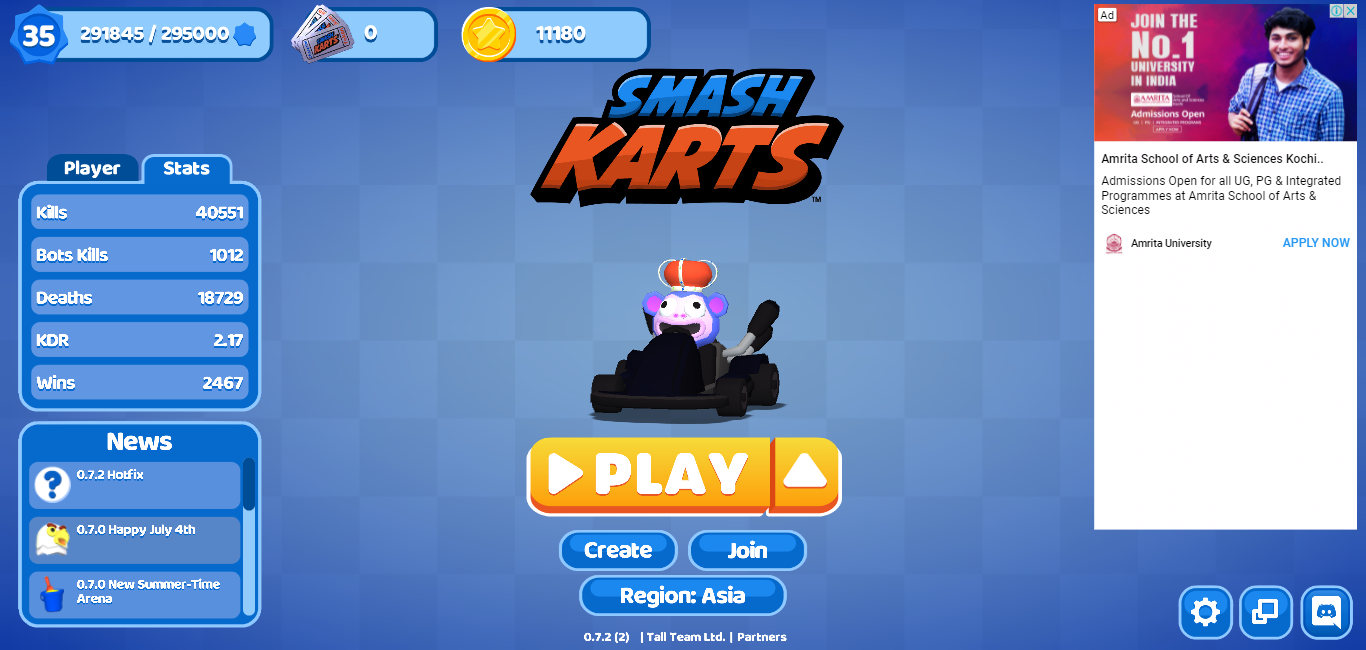 35
291845 / 295000
0
11180
SMASH
KARTS
TM
Player
Stats
Kills 40551
Bots Kills 1012
Deaths 18729
KDR 2.17
Wins 2467
News
0.7.2 Hotfix
0.7.0 Happy July 4th
0.7.0 New Summer-Time
Arena
PLAY
Create
Join
Region: Asia
0.7.2 (2) | Tall Team Ltd. | Partners
Ad
JOIN THE
NO.1
UNIVERSITY
IN INDIA
AMRITA
Admissions Open
APPLY NOW
Amrita School of Arts & Sciences Kochi..
Admissions Open for all UG, PG & Integrated
Programmes at Amrita School of Arts &
Sciences
Amrita University
APPLY NOW